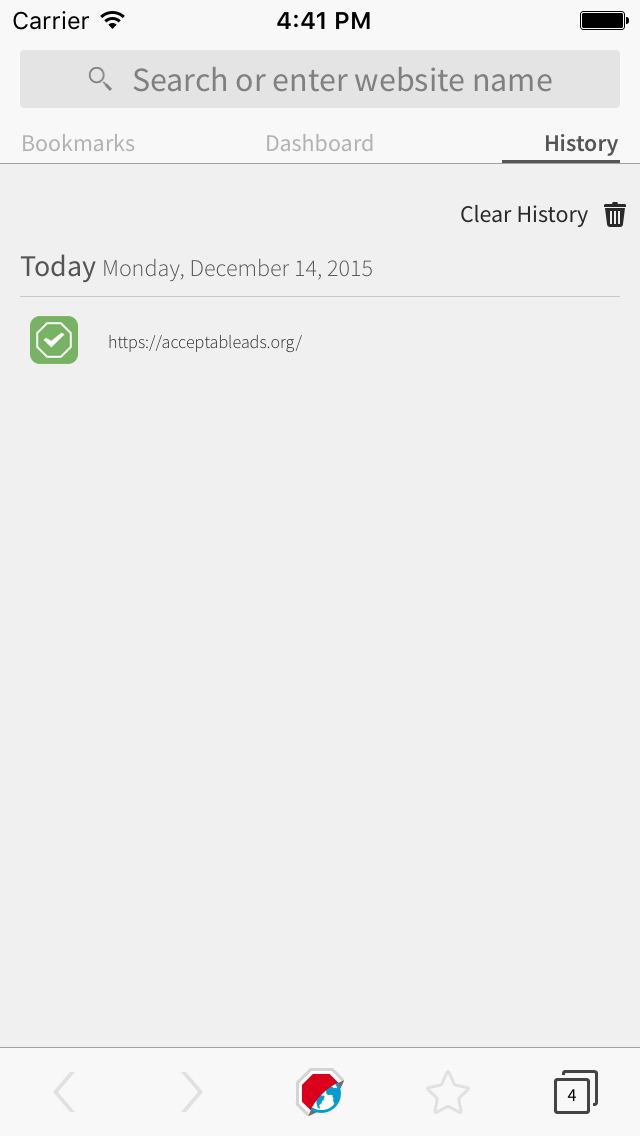 Carrier 4:41 PM
Search or enter website name
Bookmarks Dashboard History
Clear History
Today Monday, December 14, 2015
https://acceptableads.org/
4